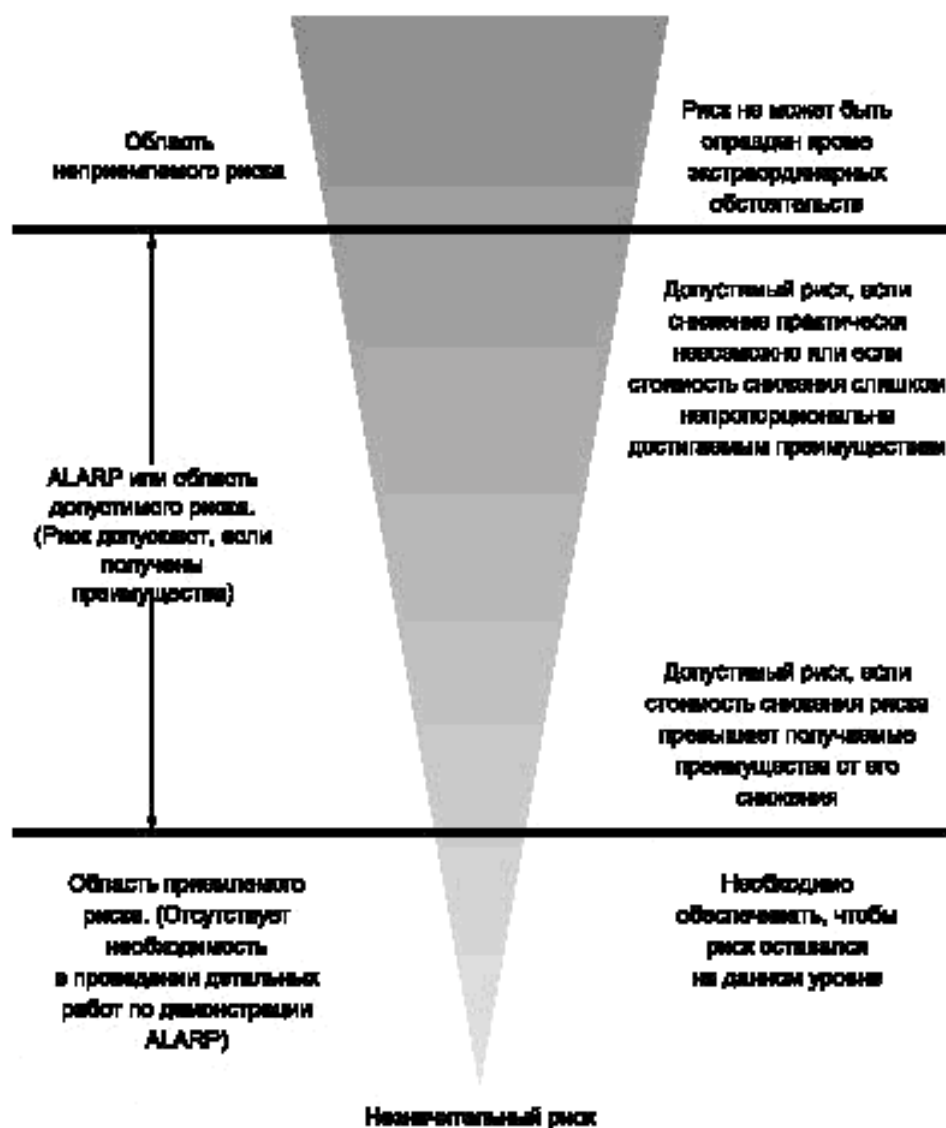 Область
неприемлемого риска
Риск не может быть
оправдан кроме
экстраординарных
обстоятельств
Допустимый риск, если
снижение практически
невозможно или если
стоимость снижения слишком
непропорциональна
достигаемым преимуществам
ALARP или область
допустимого риска.
(Риск допускают, если
получены
преимущества)
Допустимый риск, если
стоимость снижения риска
превышает получаемые
преимущества от его
снижения
Область приемлемого
риска. (Отсутствует
необходимость
в проведении детальных
работ по демонстрации
ALARP)
Необходимо
обеспечивать, чтобы
риск оставался
на данном уровне
Незначительный риск